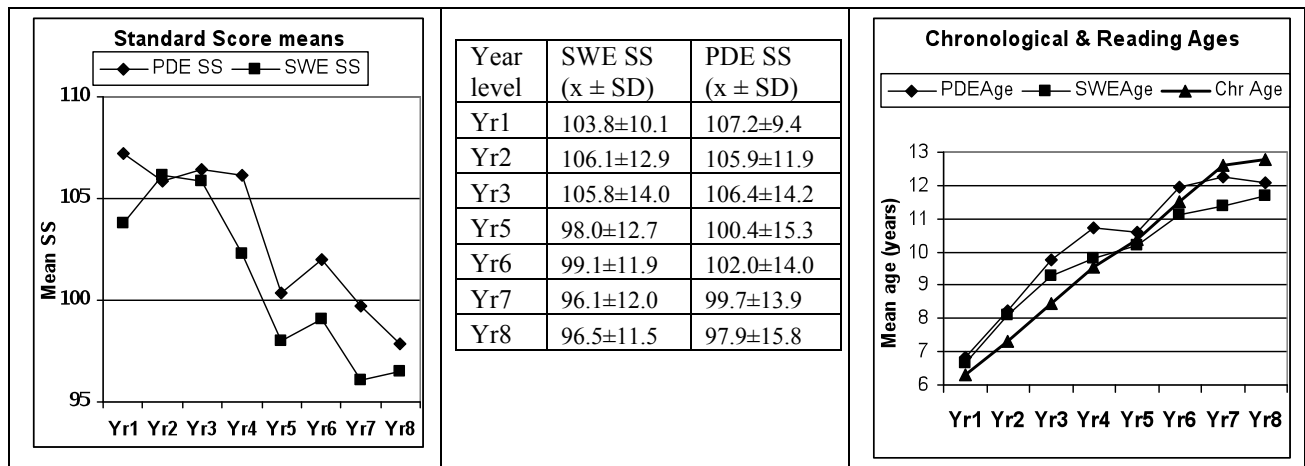 Standard Score means
PDE SS SWE SS
110
105
100
95
Mean SS
Yr1 Yr2 Yr3 Yr4 Yr5 Yr6 Yr7 Yr8
Year level SWE SS (x ± SD) PDE SS (x ± SD)
Yr1 103.8±10.1 107.2±9.4
Yr2 106.1±12.9 105.9±11.9
Yr3 105.8±14.0 106.4±14.2
Yr5 98.0±12.7 100.4±15.3
Yr6 99.1±11.9 102.0±14.0
Yr7 96.1±12.0 99.7±13.9
Yr8 96.5±11.5 97.9±15.8
Chronological & Reading Ages
PDEAge SWEAge Chr Age
13
12
11
10
9
8
7
6
Mean age (years)
Yr1 Yr2 Yr3 Yr4 Yr5 Yr6 Yr7 Yr8